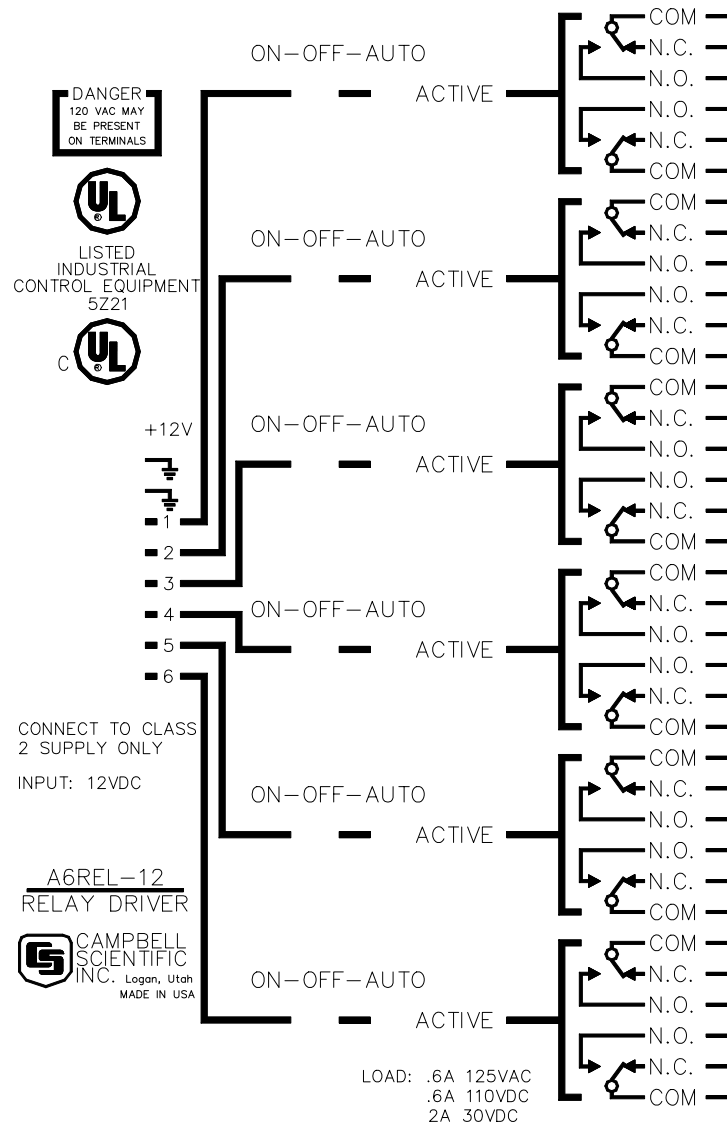 COM
ON-OFF-AUTO
N.C.
N.O.
DANGER
120 VAC MAY
BE PRESENT
ON TERMINALS
ACTIVE
N.O.
N.C.
COM
UL
®
LISTED
INDUSTRIAL
CONTROL EQUIPMENT
5Z21
C UL
®
COM
ON-OFF-AUTO
N.C.
N.O.
ACTIVE
N.O.
N.C.
COM
COM
ON-OFF-AUTO
N.C.
N.O.
ACTIVE
N.O.
N.C.
COM
+12V
1
2
3
4
5
6
COM
ON-OFF-AUTO
N.C.
N.O.
ACTIVE
N.O.
N.C.
COM
CONNECT TO CLASS
2 SUPPLY ONLY
INPUT: 12VDC
COM
ON-OFF-AUTO
N.C.
N.O.
ACTIVE
N.O.
N.C.
COM
A6REL-12
RELAY DRIVER
CAMPBELL
SCIENTIFIC
INC. Logan, Utah
MADE IN USA
COM
ON-OFF-AUTO
N.C.
N.O.
ACTIVE
N.O.
N.C.
COM
LOAD: .6A 125VAC
.6A 110VDC
2A 30VDC